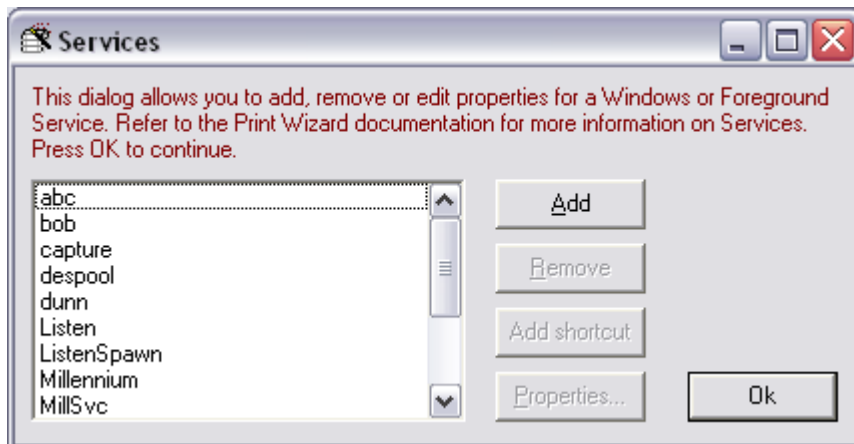 Services
This dialog allows you to add, remove or edit properties for a Windows or Foreground
Service. Refer to the Print Wizard documentation for more information on Services.
Press OK to continue.
abc
bob
capture
despool
dunn
Listen
ListenSpawn
Millennium
MillSvc
Add
Remove
Add shortcut
Properties...
Ok